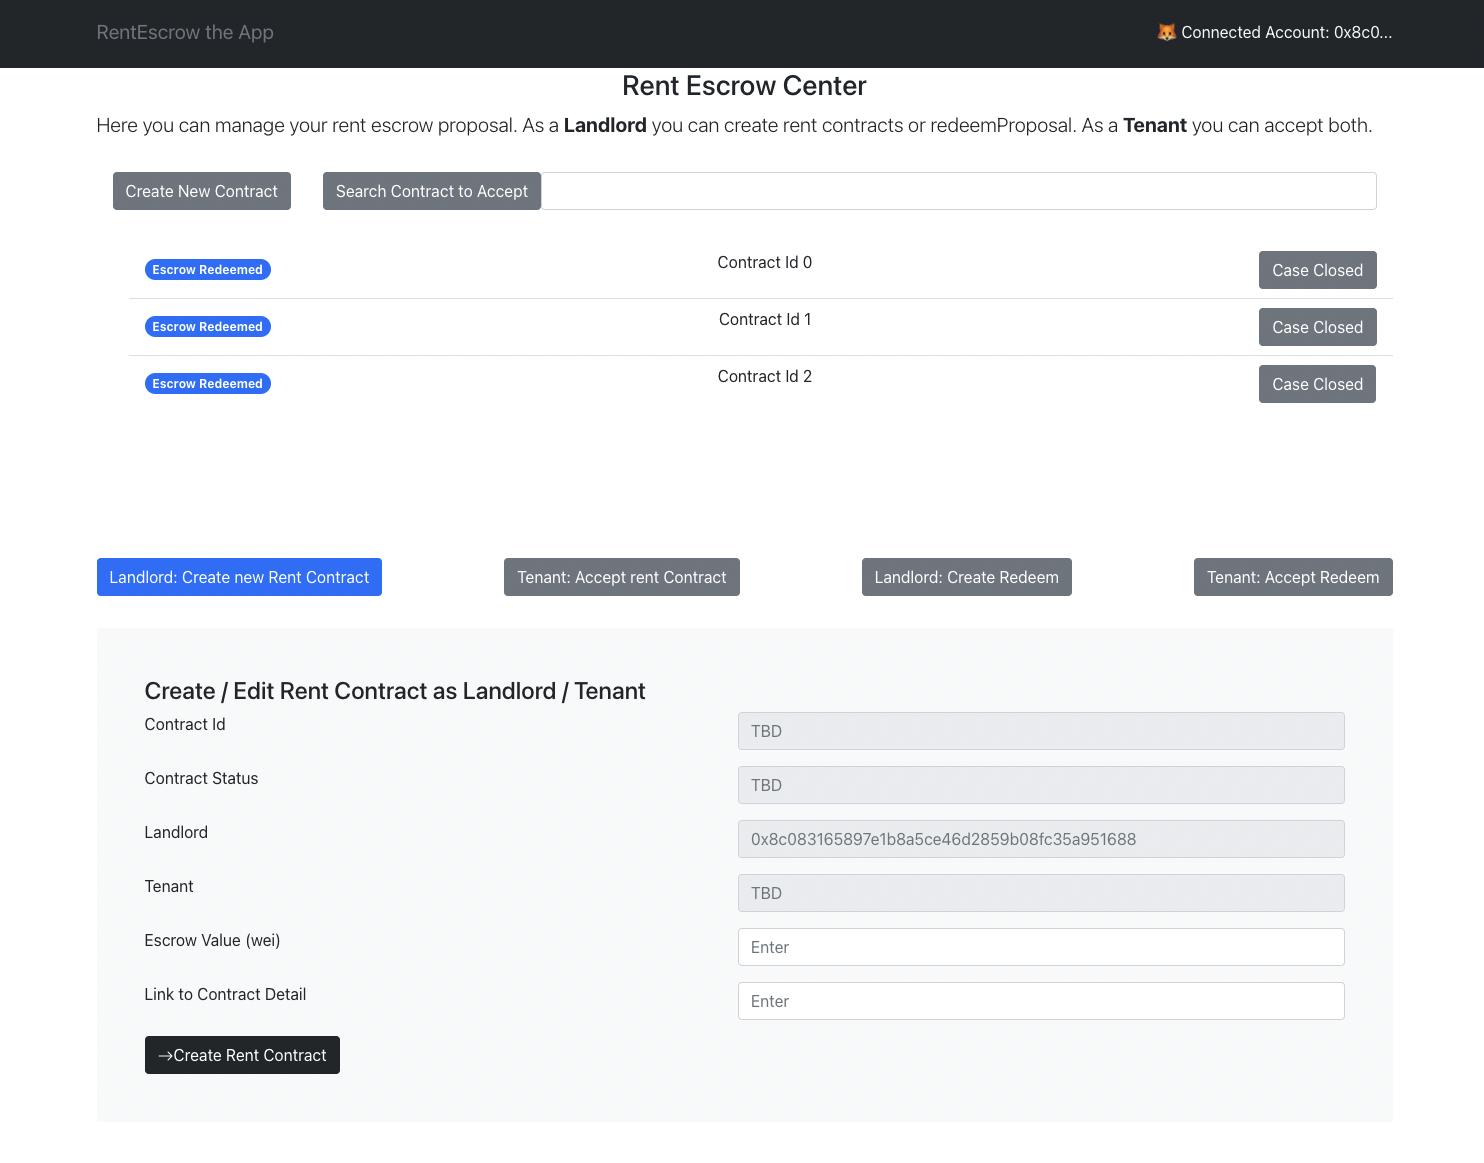 RentEscrow the App
Connected Account: 0x8c0...
Rent Escrow Center
Here you can manage your rent escrow proposal. As a Landlord you can create rent contracts or redeemProposal. As a Tenant you can accept both.
Create New Contract
Search Contract to Accept
Escrow Redeemed Contract Id 0 Case Closed
Escrow Redeemed Contract Id 1 Case Closed
Escrow Redeemed Contract Id 2 Case Closed
Landlord: Create new Rent Contract
Tenant: Accept rent Contract
Landlord: Create Redeem
Tenant: Accept Redeem
Create / Edit Rent Contract as Landlord / Tenant
Contract Id TBD
Contract Status TBD
Landlord 0x8c083165897e1b8a5ce46d2859b08fc35a951688
Tenant TBD
Escrow Value (wei) Enter
Link to Contract Detail Enter
→Create Rent Contract